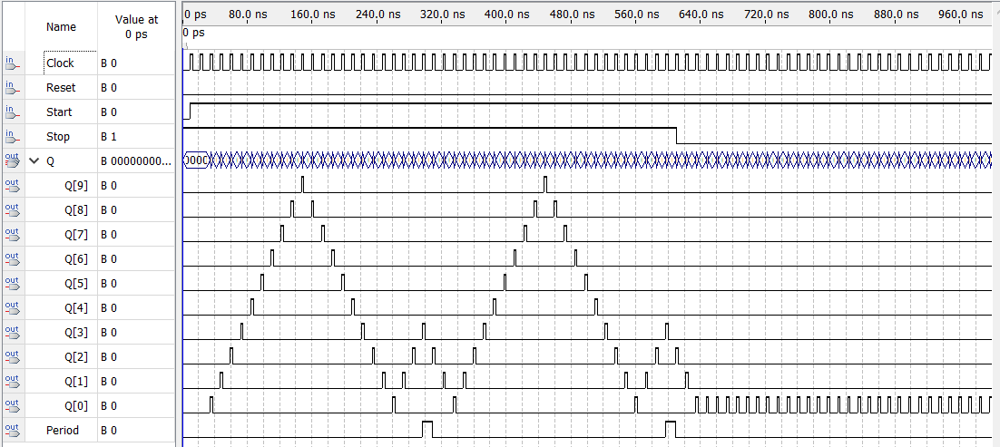 Name
Value at
0 ps
0 ps 80.0 ns 160.0 ns 240.0 ns 320.0 ns 400.0 ns 480.0 ns 560.0 ns 640.0 ns 720.0 ns 800.0 ns 880.0 ns 960.0 ns
0 ps
in Clock B 0
in Reset B 0
in Start B 0
in Stop B 1
out Q B 00000000...
out Q[9] B 0
out Q[8] B 0
out Q[7] B 0
out Q[6] B 0
out Q[5] B 0
out Q[4] B 0
out Q[3] B 0
out Q[2] B 0
out Q[1] B 0
out Q[0] B 0
out Period B 0